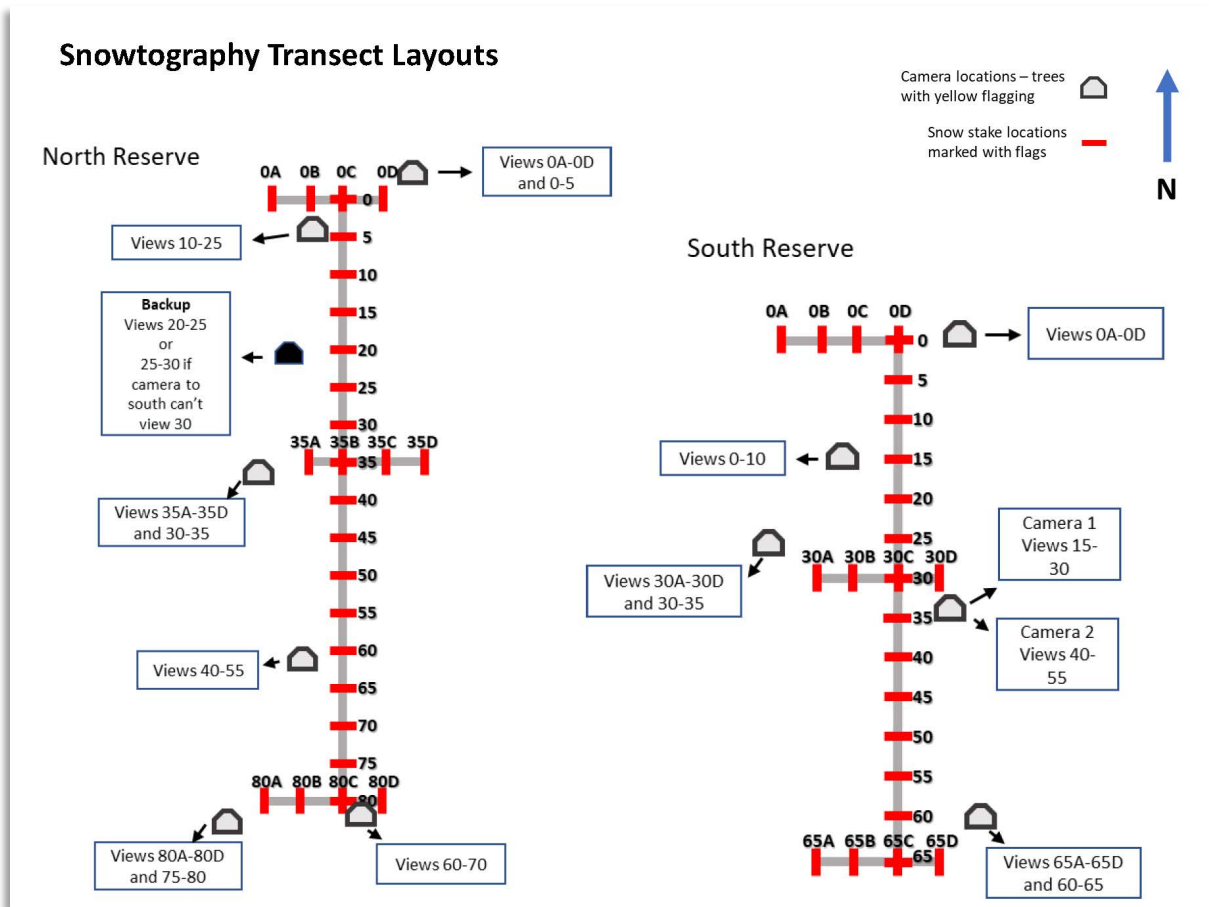 Snowtography Transect Layouts
Camera locations – trees
with yellow flagging
Snow stake locations
marked with flags
N
North Reserve
0A 0B 0C 0D
0
5
10
15
20
25
30
35A 35B 35C 35D
35
40
45
50
55
60
65
70
75
80A 80B 80C 80D
80
Views 0A-0D
and 0-5
Views 10-25
Backup
Views 20-25
or
25-30 if
camera to
south can't
view 30
Views 35A-35D
and 30-35
Views 40-55
Views 80A-80D
and 75-80
Views 60-70
South Reserve
0A 0B 0C 0D
0
5
10
15
20
25
30A 30B 30C 30D
30
35
40
45
50
55
60
65A 65B 65C 65D
65
Views 0A-0D
Views 0-10
Views 30A-30D
and 30-35
Camera 1
Views 15-
30
Camera 2
Views 40-
55
Views 65A-65D
and 60-65